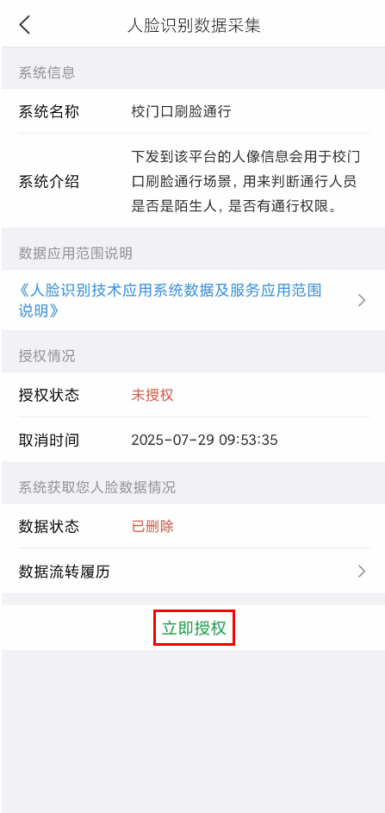 人脸识别数据采集
系统信息
系统名称 校门口刷脸通行
下发到该平台的人像信息会用于校门
系统介绍 口刷脸通行场景，用来判断通行人员
是否是陌生人，是否有通行权限。
数据应用范围说明
《人脸识别技术应用系统数据及服务应用范围
说明》
授权情况
授权状态 未授权
取消时间 2025-07-29 09:53:35
系统获取您人脸数据情况
数据状态 已删除
数据流转履历
立即授权